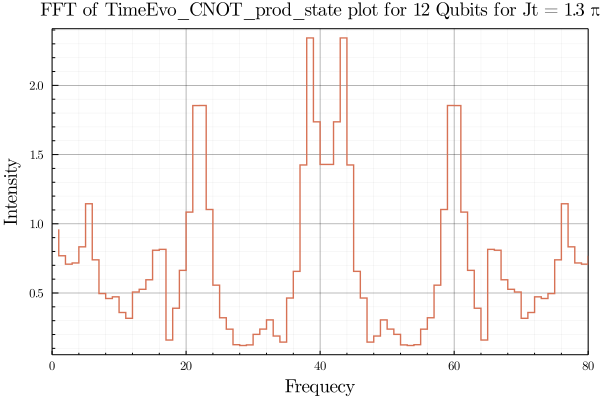 FFT of TimeEvo_CNOT_prod_state plot for 12 Qubits for Jt = 1.3 π
2.0
1.5
1.0
0.5
Intensity
0 20 40 60 80
Frequecy